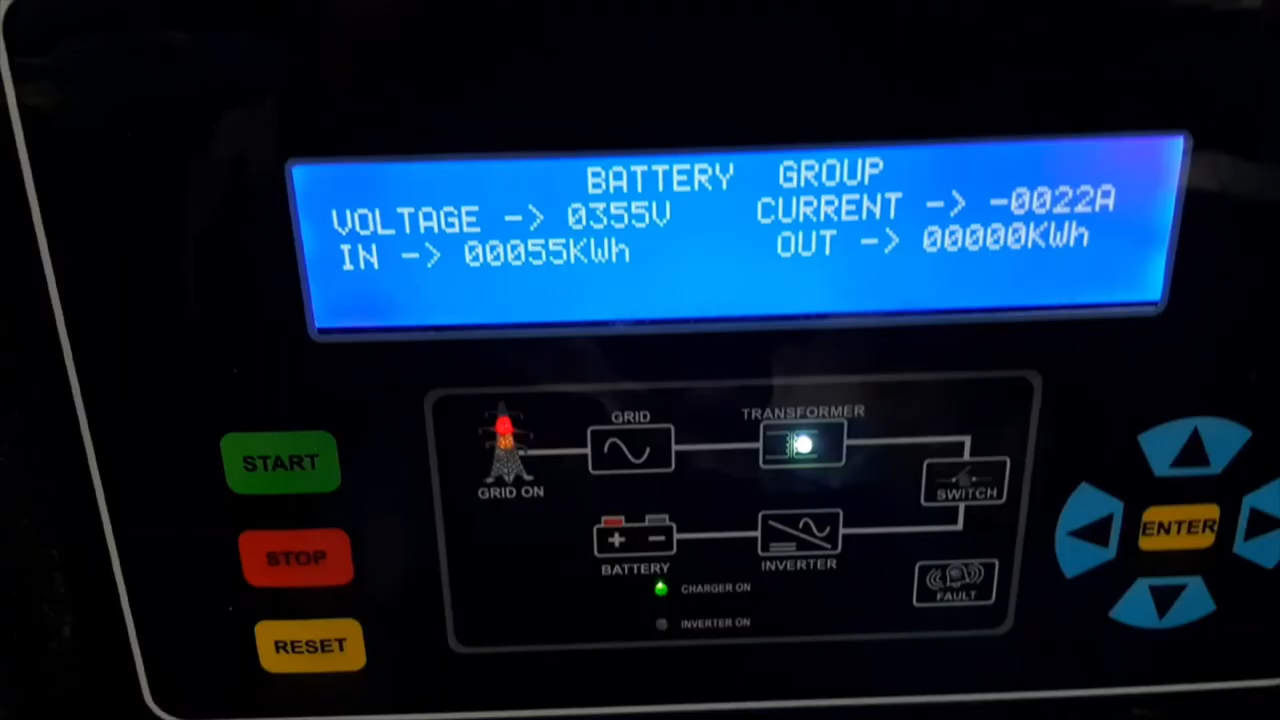 BATTERY GROUP
VOLTAGE -> 0355V CURRENT -> -0022A
IN -> 00055KWh OUT -> 00000KWh
GRID TRANSFORMER
START
GRID ON
SWITCH
ENTER
STOP
BATTERY INVERTER
CHARGER ON
FAULT
INVERTER ON
RESET